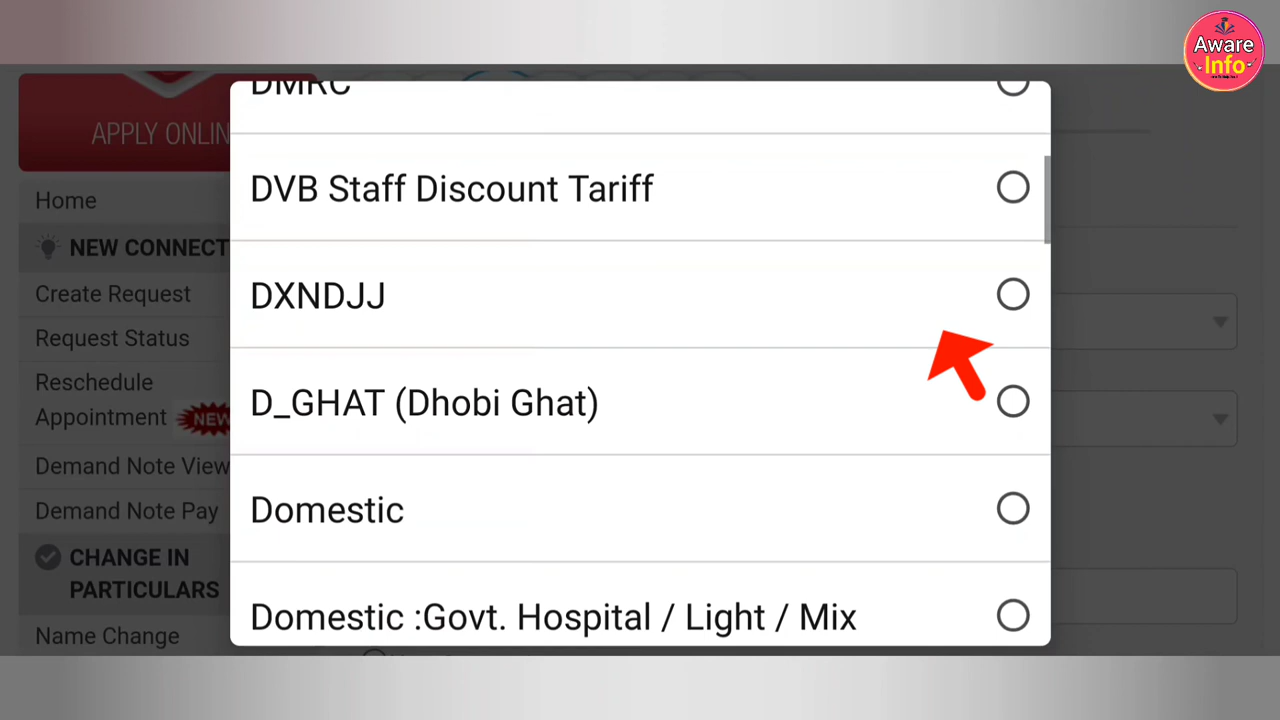 Aware
Info
APPLY ONLIN
Home
NEW CONNECT
Create Request
Request Status
Reschedule
Appointment NEW
Demand Note View
Demand Note Pay
CHANGE IN
PARTICULARS
Name Change
DMRC
DVB Staff Discount Tariff
DXNDJJ
D_GHAT (Dhobi Ghat)
Domestic
Domestic :Govt. Hospital / Light / Mix